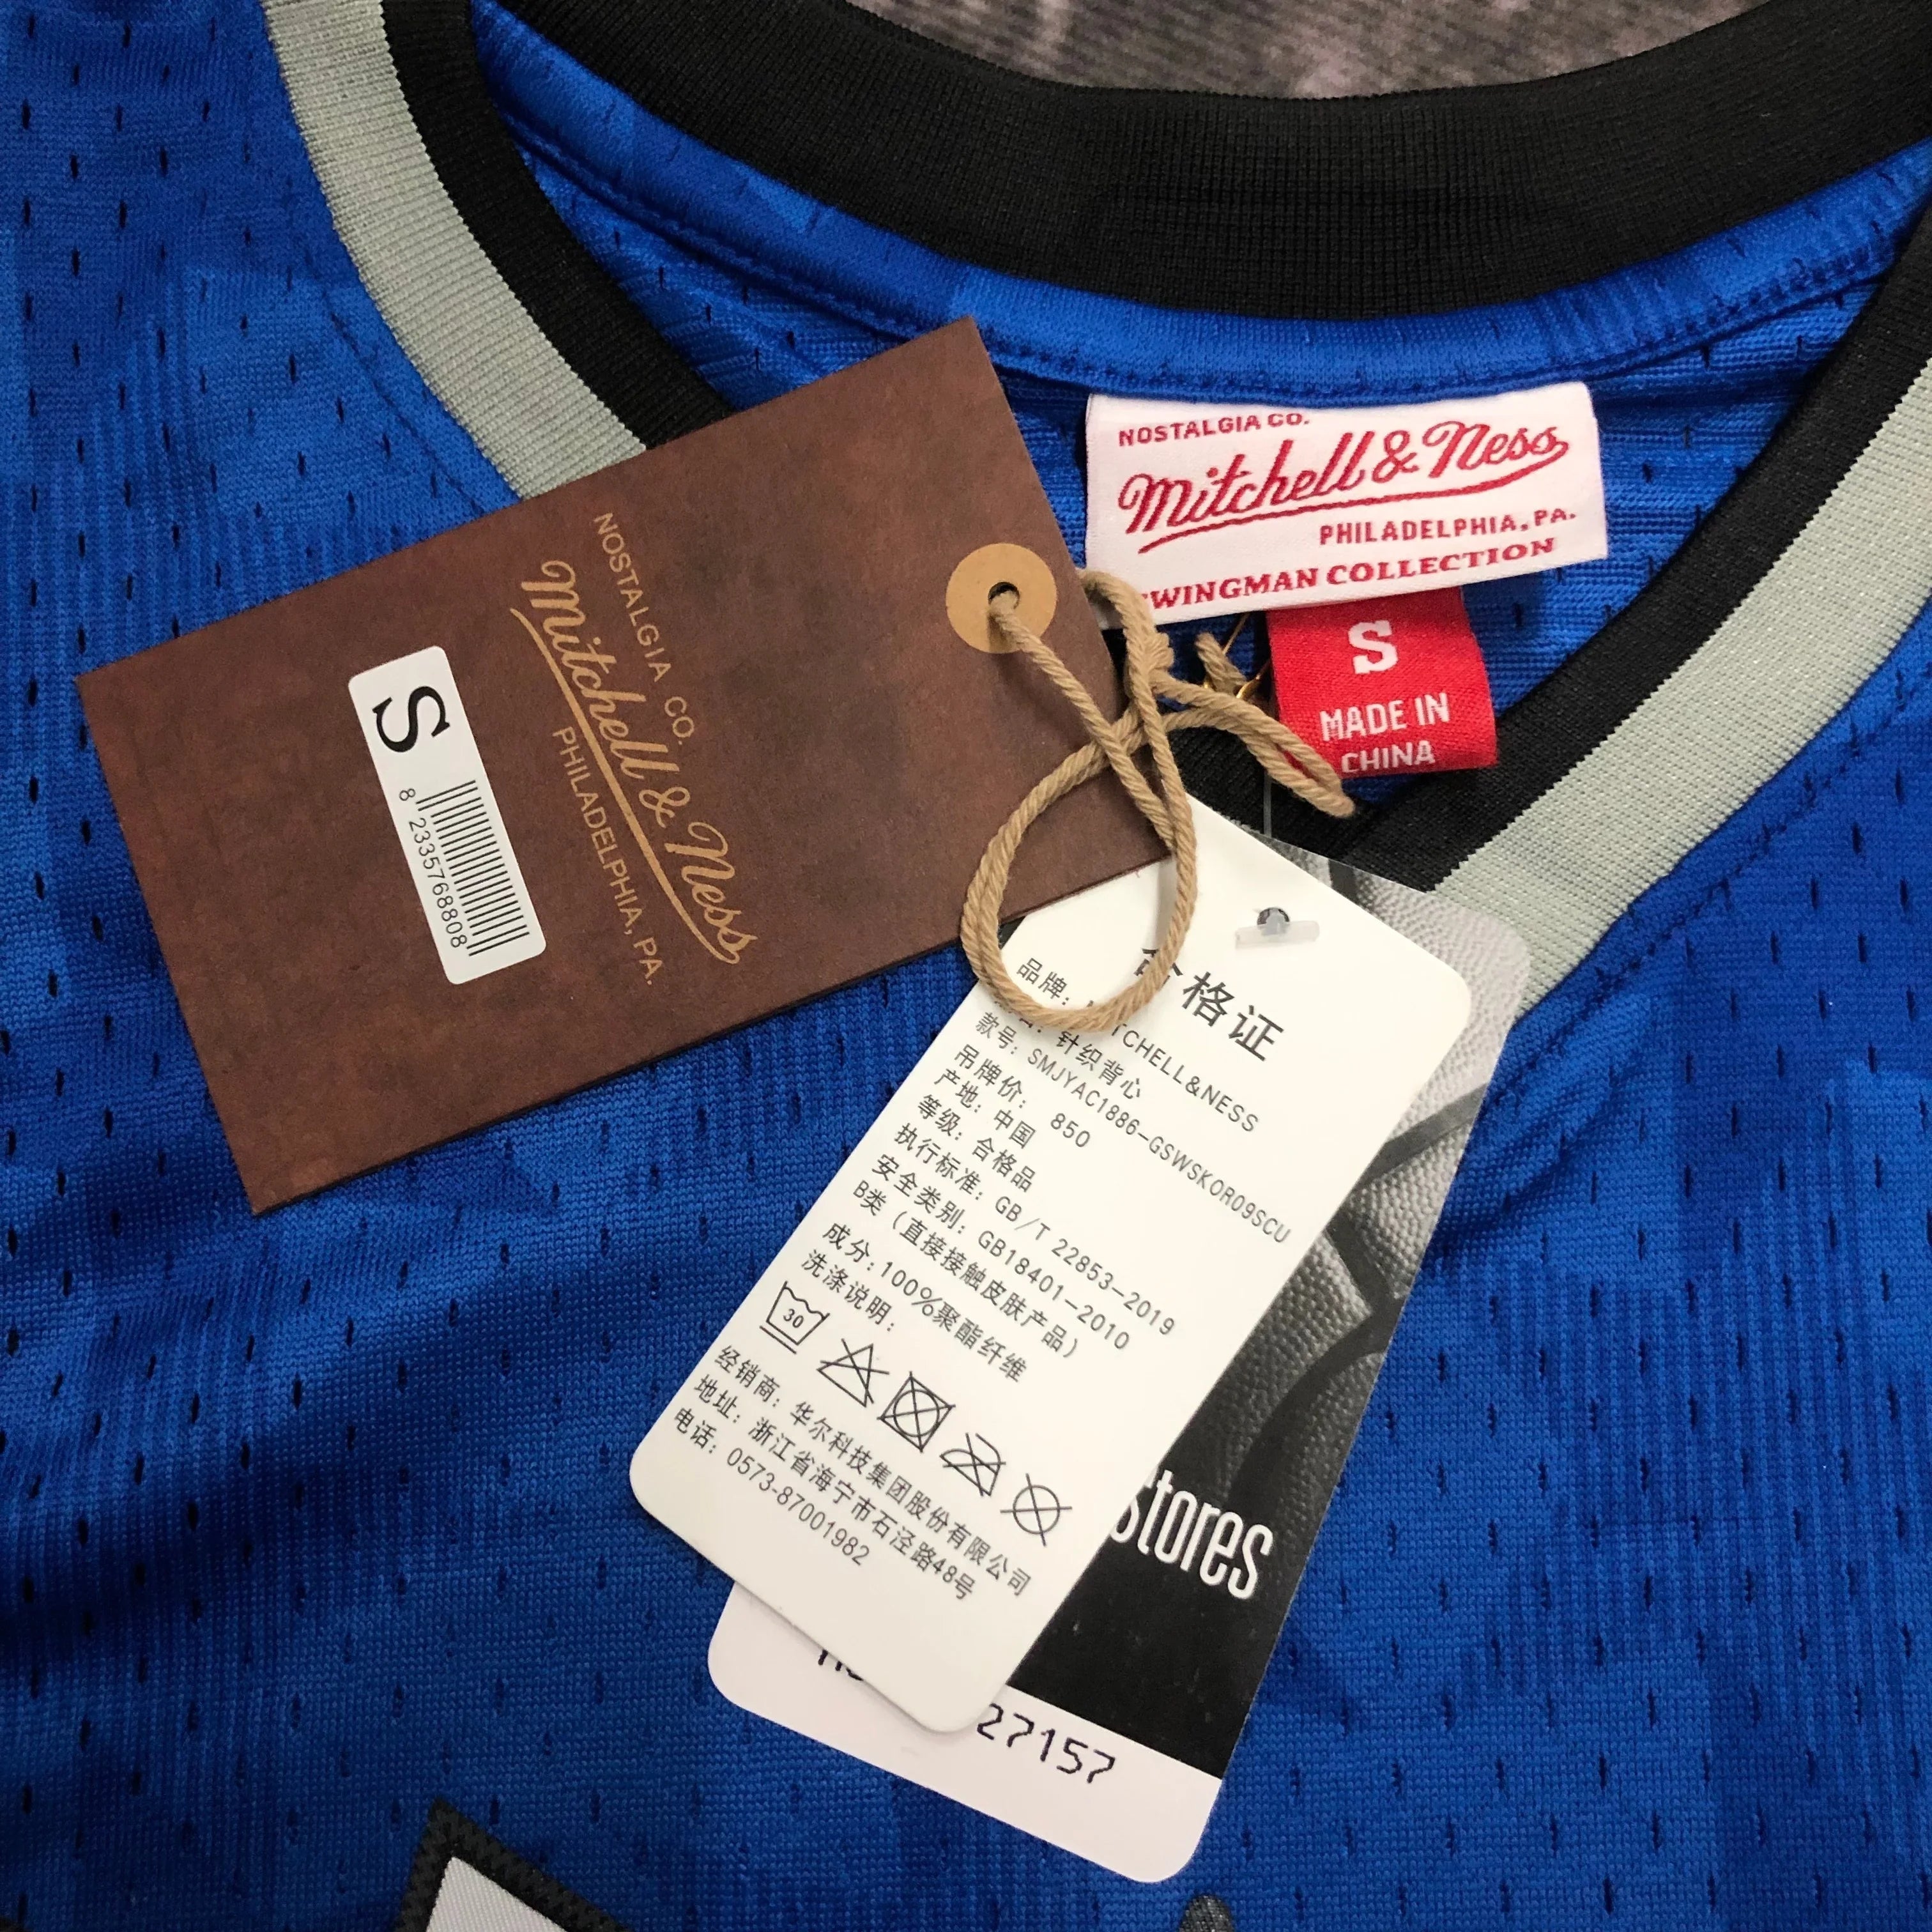 NOSTALGIA CO.
Mitchell & Ness
PHILADELPHIA, PA.
COLLECTION
S
MADE IN
CHINA
NOSTALGIA CO.
Mitchell & Ness
PHILADELPHIA, PA.
S
8 233576 8808
合格证
品牌: MITCHELL&NESS
针织背心
款号: SMJYAC1886-GSWSKOR09SCU
吊牌价: 850
产地: 中国
等级: 合格品
执行标准: GB/T 22853-2019
安全类别: GB18401-2010
B类 (直接接触皮肤产品)
成分: 100%聚酯纤维
洗涤说明:
30
经销商: 华尔科技集团股份有限公司
地址: 浙江省海宁市石泾路48号
电话: 0573-87001982
27157